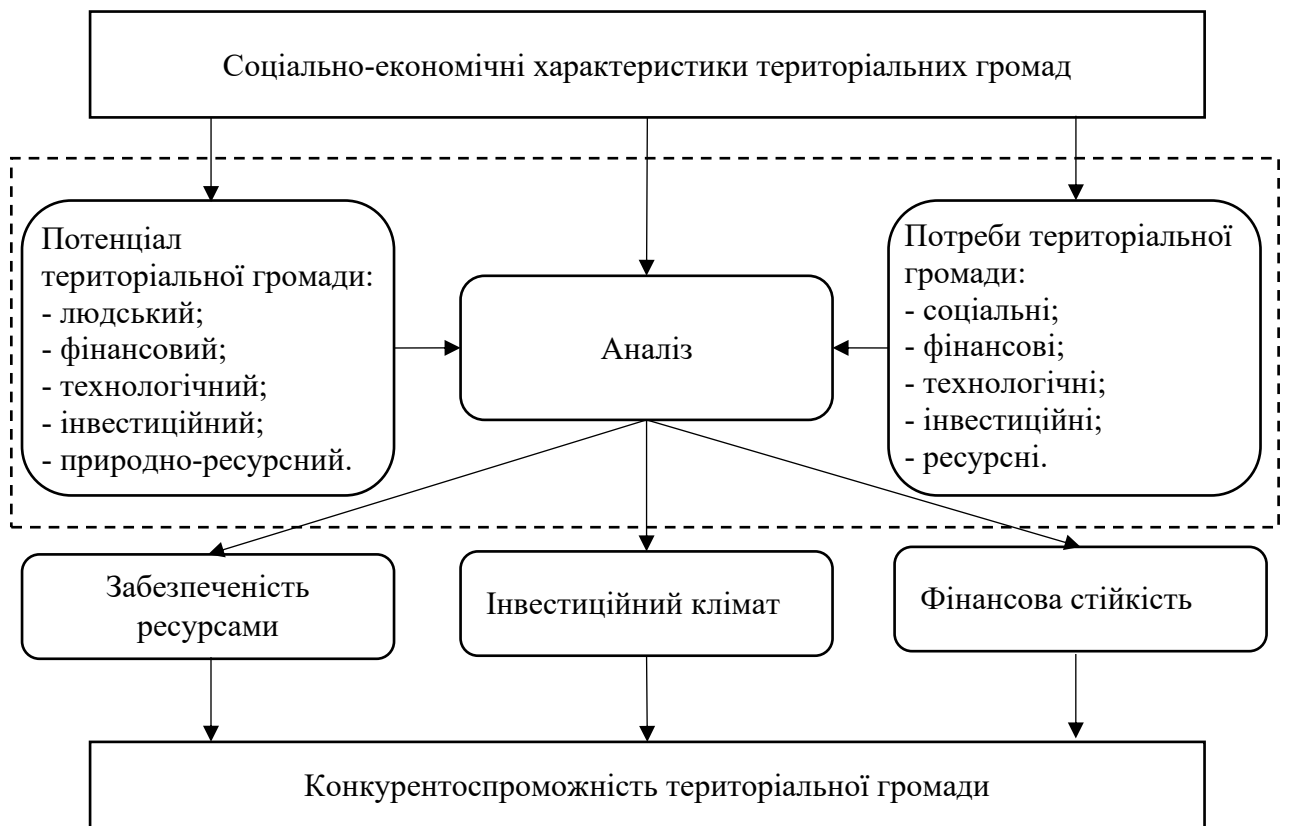 Соціально-економічні характеристики територіальних громад
Потенціал
територіальної громади:
- людський;
- фінансовий;
- технологічний;
- інвестиційний;
- природно-ресурсний.
Аналіз
Потреби територіальної
громади:
- соціальні;
- фінансові;
- технологічні;
- інвестиційні;
- ресурсні.
Забезпеченість
ресурсами
Інвестиційний клімат
Фінансова стійкість
Конкурентоспроможність територіальної громади